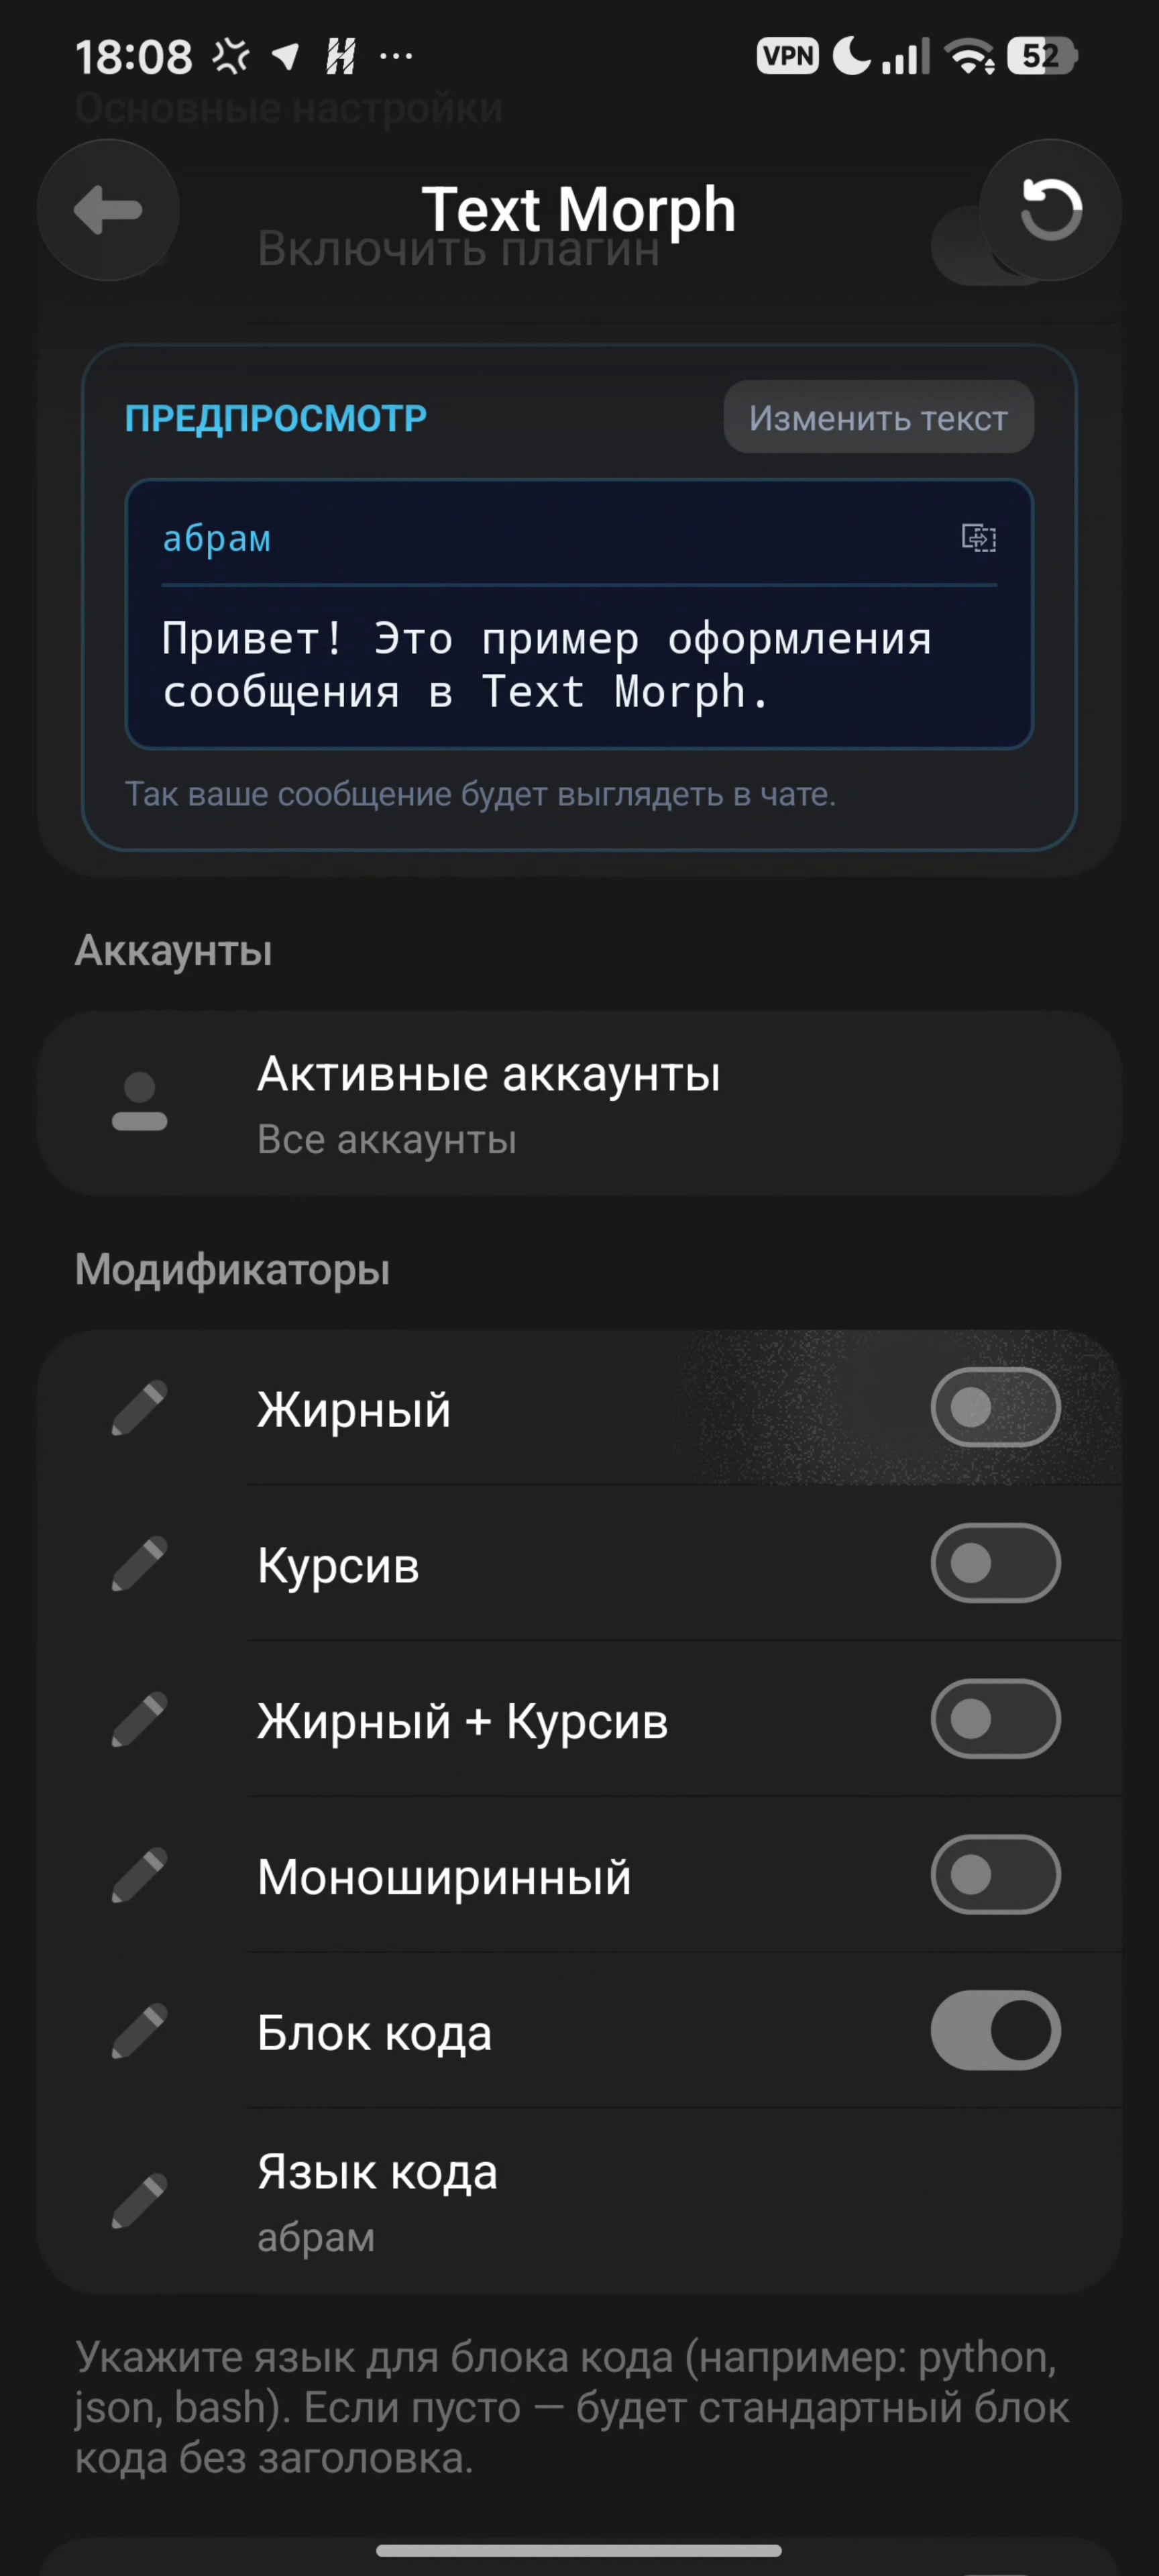 18:08 ...
VPN 52
Основные настройки
Text Morph
Включить плагин
ПРЕДПРОСМОТР
Изменить текст
абрам
Привет! Это пример оформления
сообщения в Text Morph.
Так ваше сообщение будет выглядеть в чате.
Аккаунты
Активные аккаунты
Все аккаунты
Модификаторы
Жирный
Курсив
Жирный + Курсив
Моноширинный
Блок кода
Язык кода
абрам
Укажите язык для блока кода (например: python,
json, bash). Если пусто — будет стандартный блок
кода без заголовка.